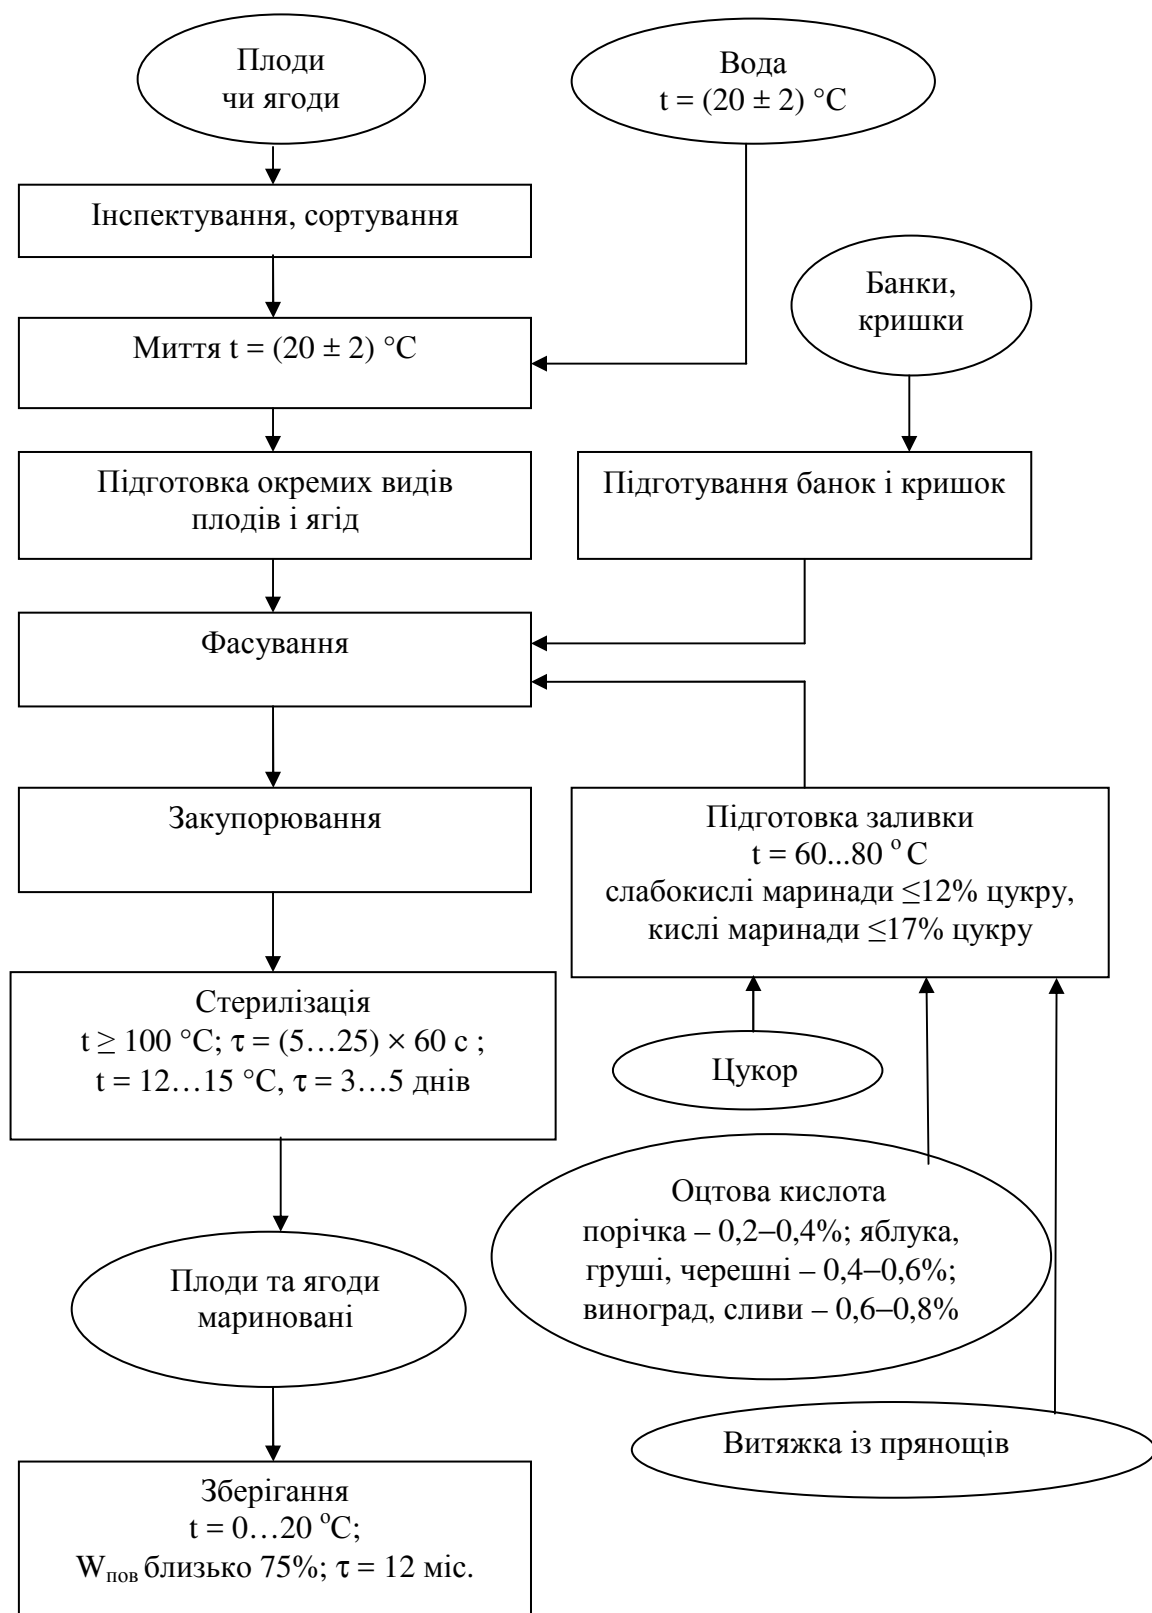 Плоди
чи ягоди
Вода
t = (20 ± 2) °C
Інспектування, сортування
Банки,
кришки
Миття t = (20 ± 2) °C
Підготовка окремих видів
плодів і ягід
Підготування банок і кришок
Фасування
Закупорювання
Підготовка заливки
t = 60...80 °C
слабокислі маринади ≤12% цукру,
кислі маринади ≤17% цукру
Стерилізація
t ≥ 100 °C; τ = (5…25) × 60 с ;
t = 12…15 °C, τ = 3…5 днів
Цукор
Оцтова кислота
порічка – 0,2–0,4%; яблука,
груші, черешні – 0,4–0,6%;
виноград, сливи – 0,6–0,8%
Плоди та ягоди
мариновані
Витяжка із прянощів
Зберігання
t = 0…20 °C;
Wпов близько 75%; τ = 12 міс.